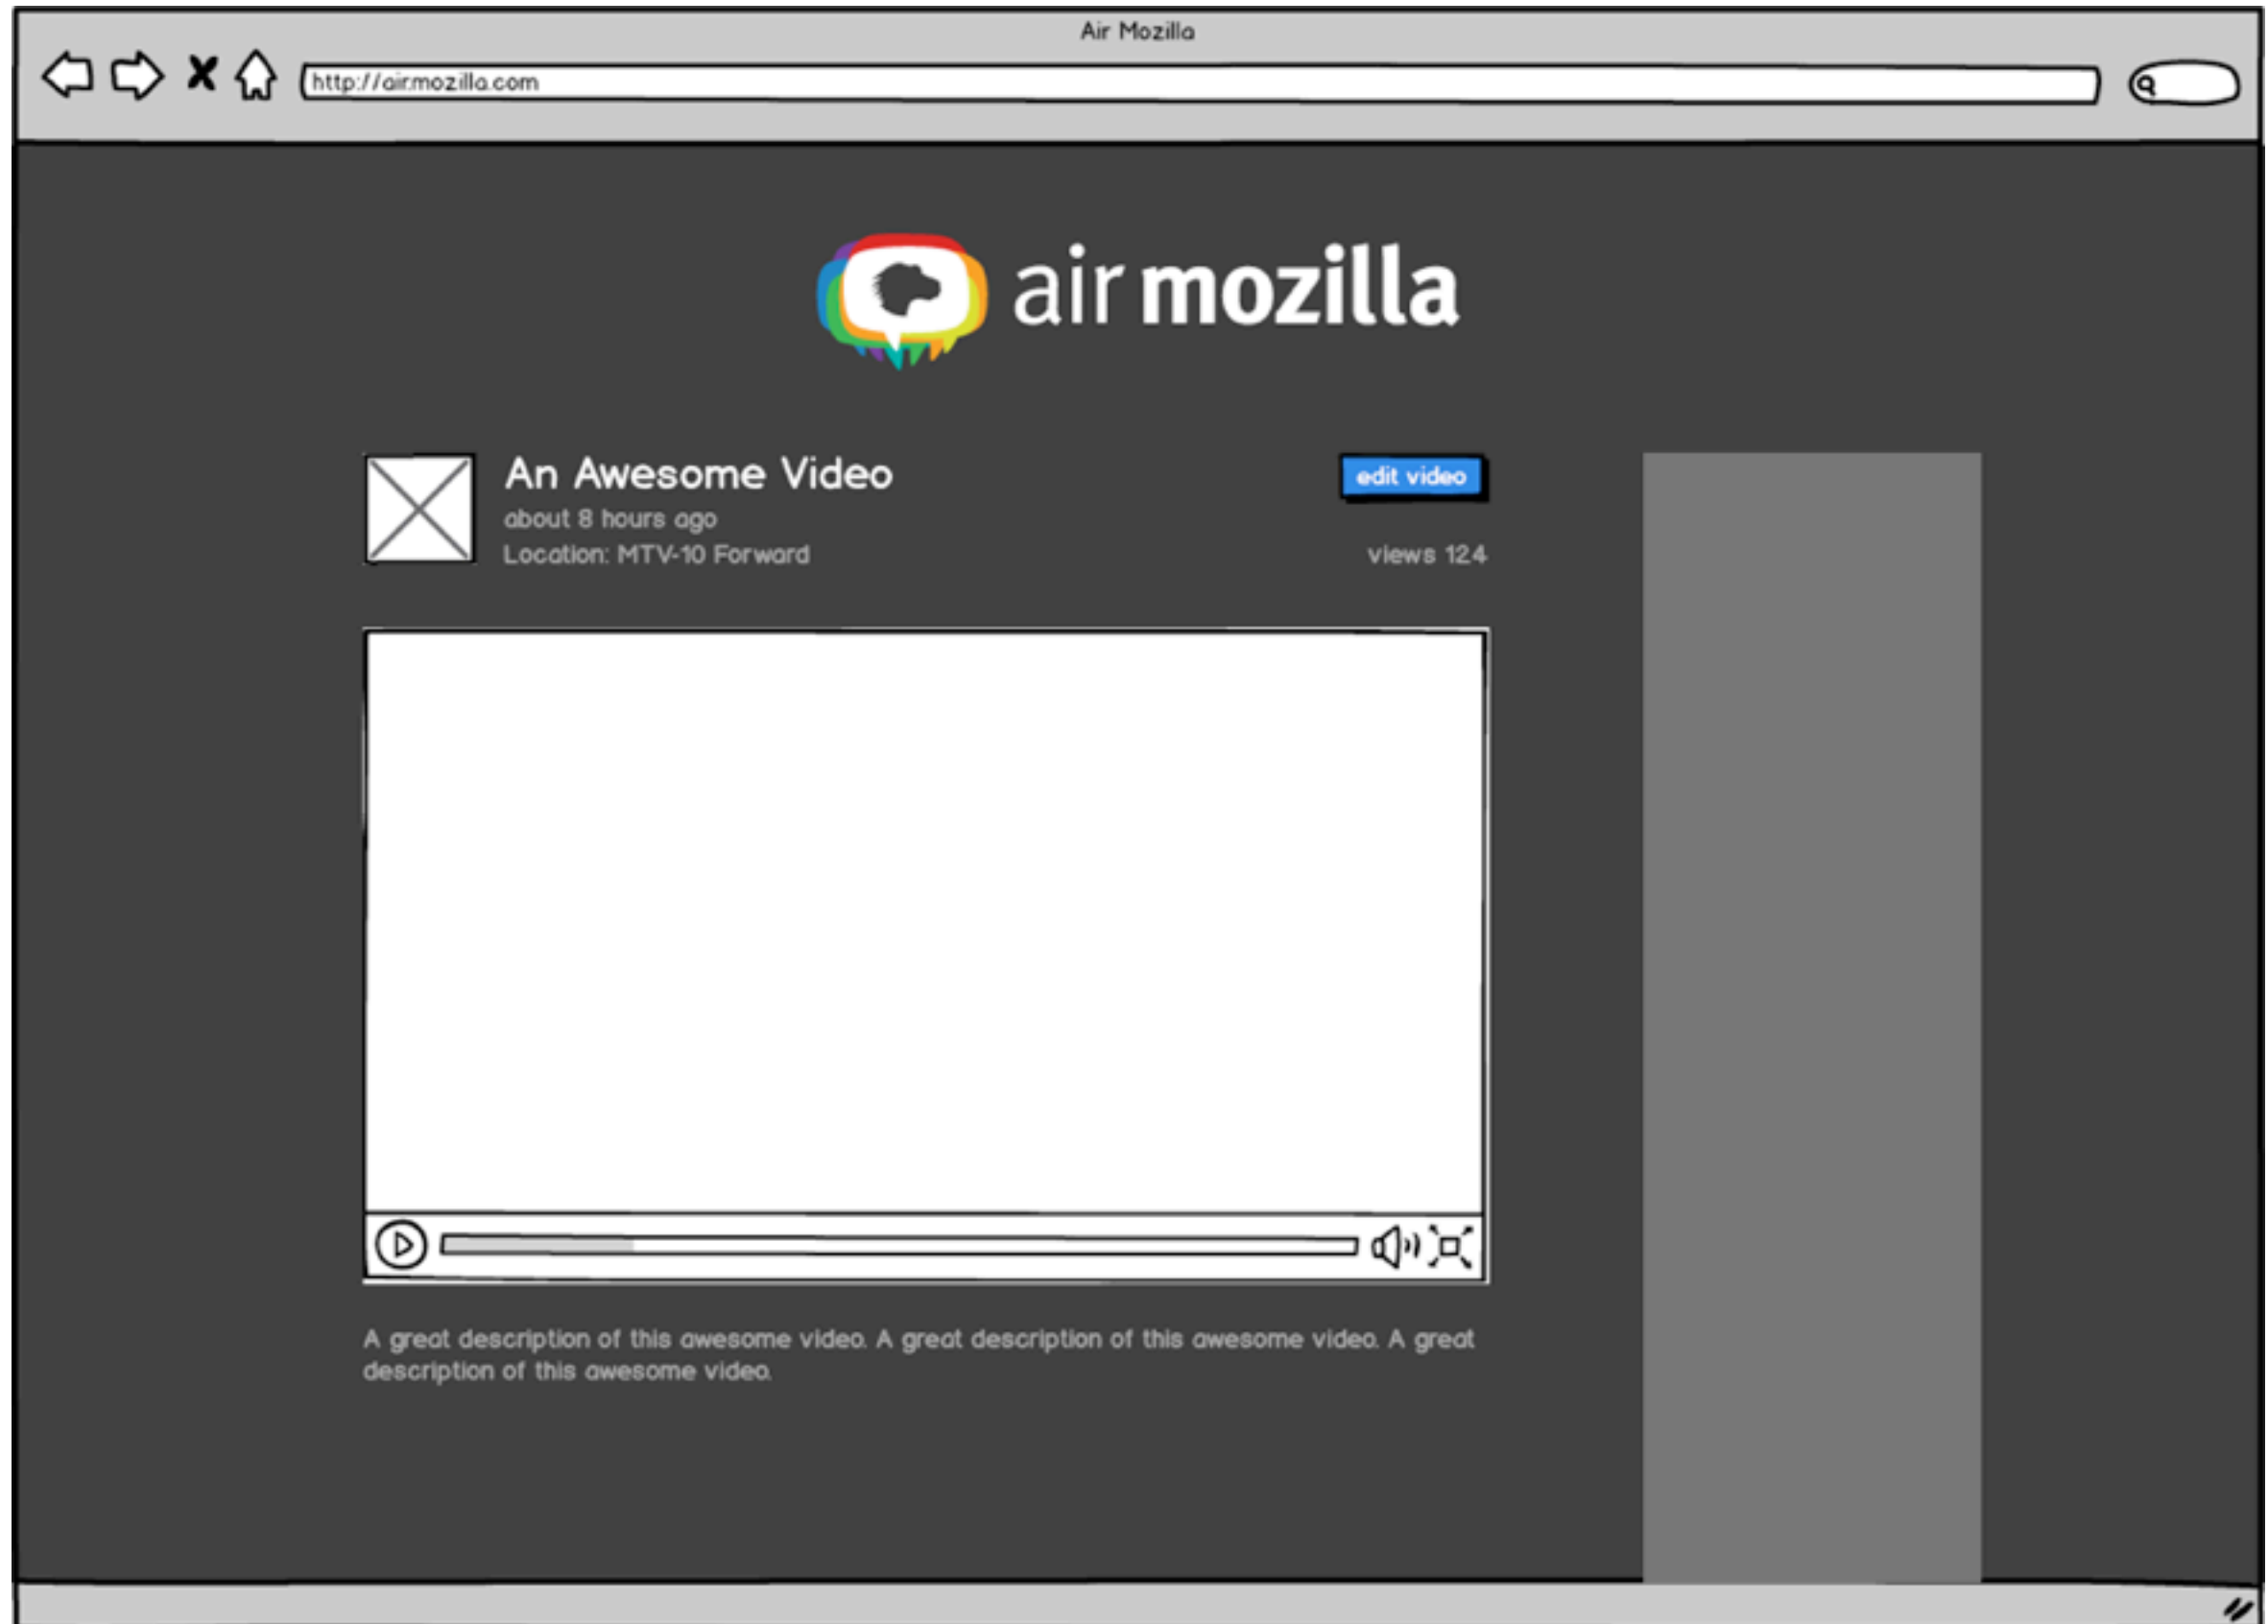 Air Mozilla
http://air.mozilla.com
air mozilla
An Awesome Video
edit video
about 8 hours ago
Location: MTV-10 Forward
views 124
A great description of this awesome video. A great description of this awesome video. A great
description of this awesome video.